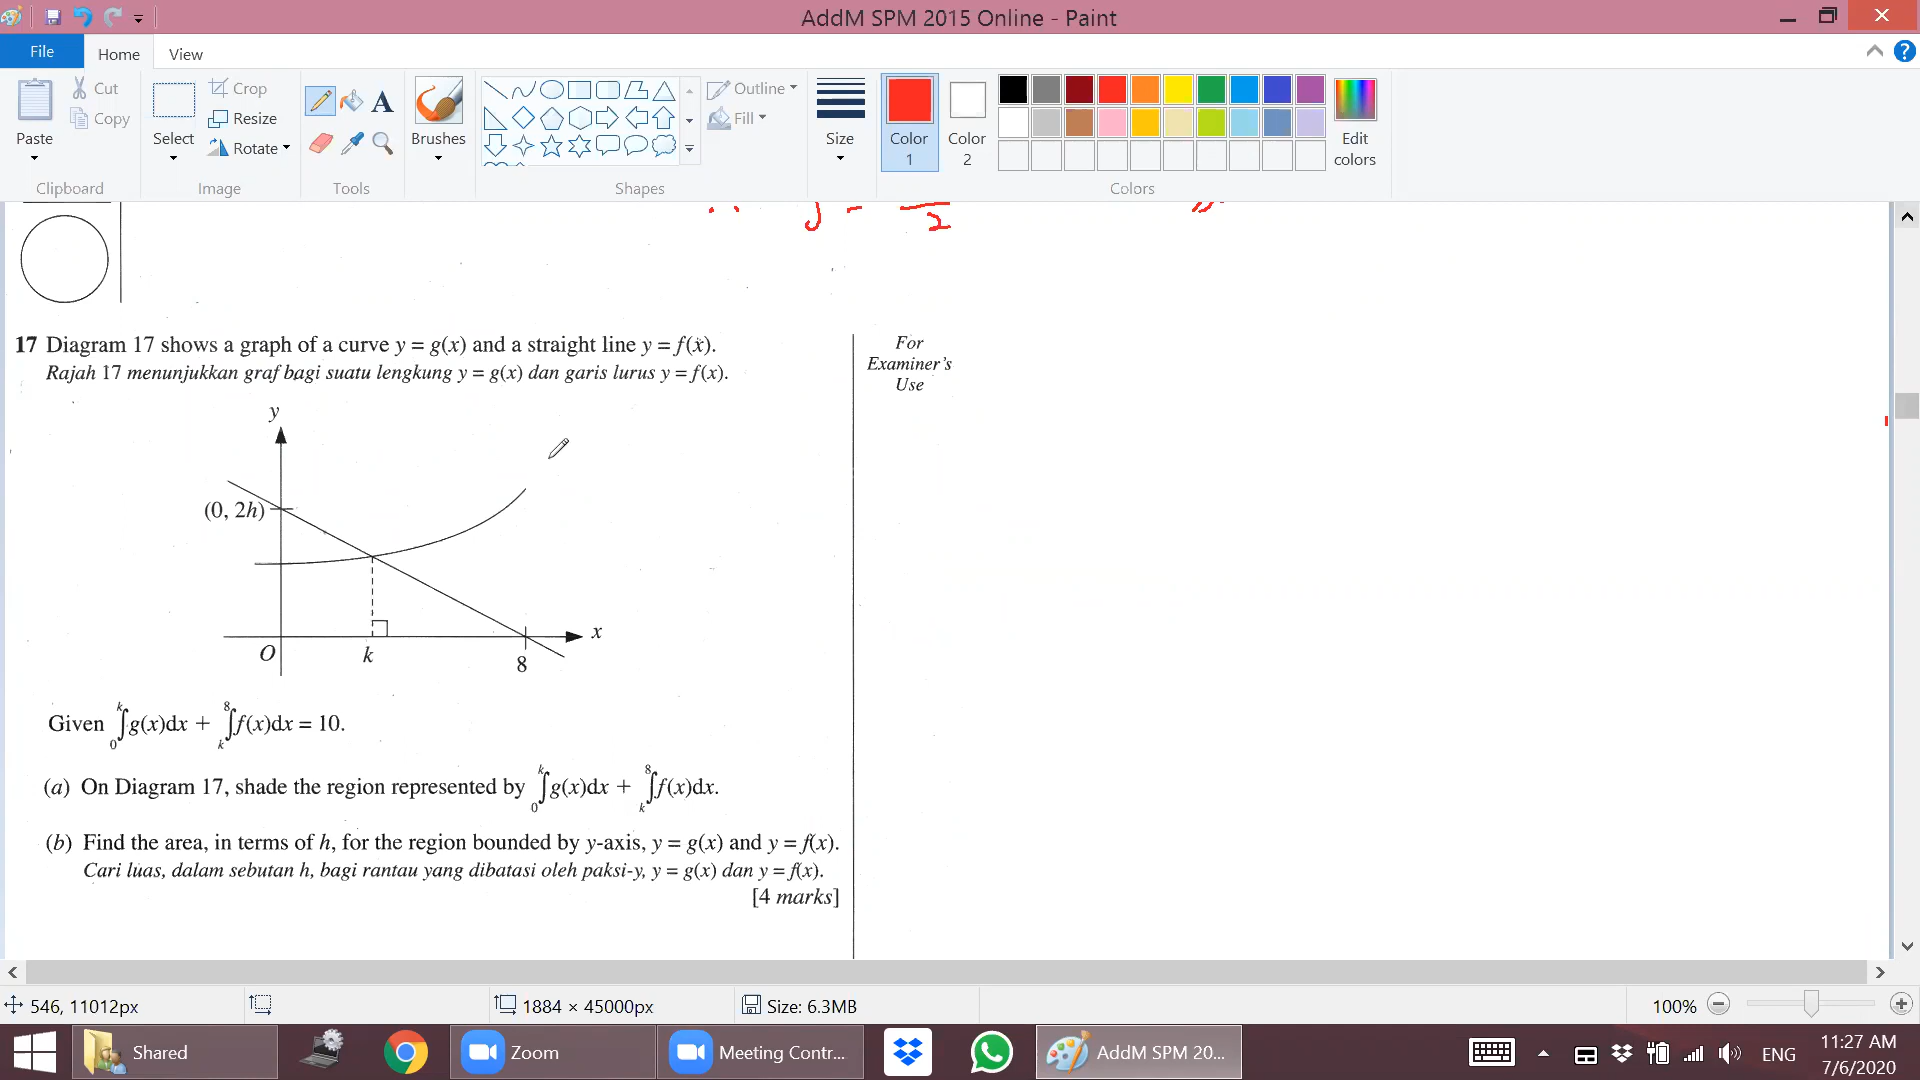 AddM SPM 2015 Online - Paint
File
Home
View
Paste
Cut
Copy
Clipboard
Select
Crop
Resize
Rotate
Image
Tools
Brushes
Shapes
Outline
Fill
Size
Color 1
Color 2
Edit colors
Colors
2
17 Diagram 17 shows a graph of a curve y = g(x) and a straight line y = f(x).
Rajah 17 menunjukkan graf bagi suatu lengkung y = g(x) dan garis lurus y = f(x).
For
Examiner's
Use
y
(0, 2h)
x
O
k
8
Given ∫₀ᵏ g(x)dx + ∫ₖ⁸ f(x)dx = 10.
(a) On Diagram 17, shade the region represented by ∫₀ᵏ g(x)dx + ∫ₖ⁸ f(x)dx.
(b) Find the area, in terms of h, for the region bounded by y-axis, y = g(x) and y = f(x).
Cari luas, dalam sebutan h, bagi rantau yang dibatasi oleh paksi-y, y = g(x) dan y = f(x).
[4 marks]
546, 11012px
1884 × 45000px
Size: 6.3MB
100%
Shared
Zoom
Meeting Contr...
AddM SPM 20...
ENG
11:27 AM
7/6/2020